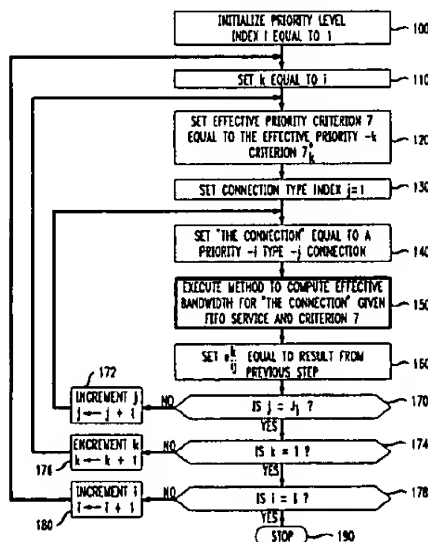 INITIALIZE PRIORITY LEVEL
INDEX i EQUAL TO 1
100
SET k EQUAL TO i
110
SET EFFECTIVE PRIORITY CRITERION 7
EQUAL TO THE EFFECTIVE PRIORITY -k
CRITERION 7*k
120
SET CONNECTION TYPE INDEX j=1
130
SET "THE CONNECTION" EQUAL TO A
PRIORITY -i TYPE -j CONNECTION
140
EXECUTE METHOD TO COMPUTE EFFECTIVE
BANDWIDTH FOR "THE CONNECTION" GIVEN
FIFO SERVICE AND CRITERION 7
150
SET EQUAL TO RESULT FROM
PREVIOUS STEP
160
172
INCREMENT j
j ← j + 1
NO
IS j = Ji ?
170
YES
ENCREMENT k
k ← k + 1
176
NO
IS k = 1 ?
174
YES
INCREMENT i
i ← i + 1
180
NO
IS i = i ?
178
YES
STOP
190